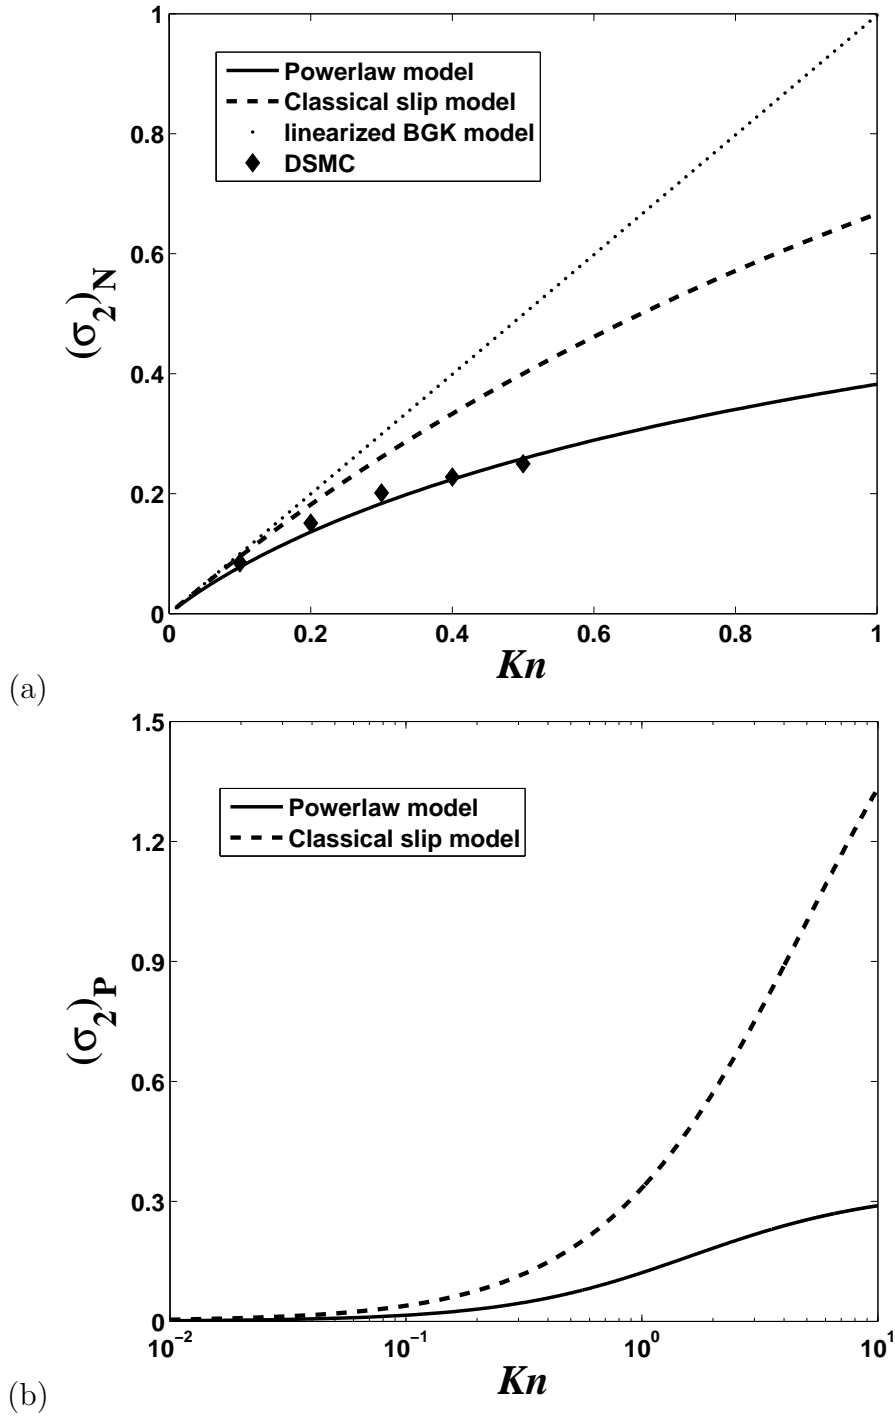 1
0.8
0.6
0.4
0.2
0
(σ2)N
Powerlaw model
Classical slip model
linearized BGK model
DSMC
0 0.2 0.4 0.6 0.8 1
Kn
(a)
1.5
1.2
0.9
0.6
0.3
0
(σ2)P
Powerlaw model
Classical slip model
10−2 10−1 100 101
Kn
(b)